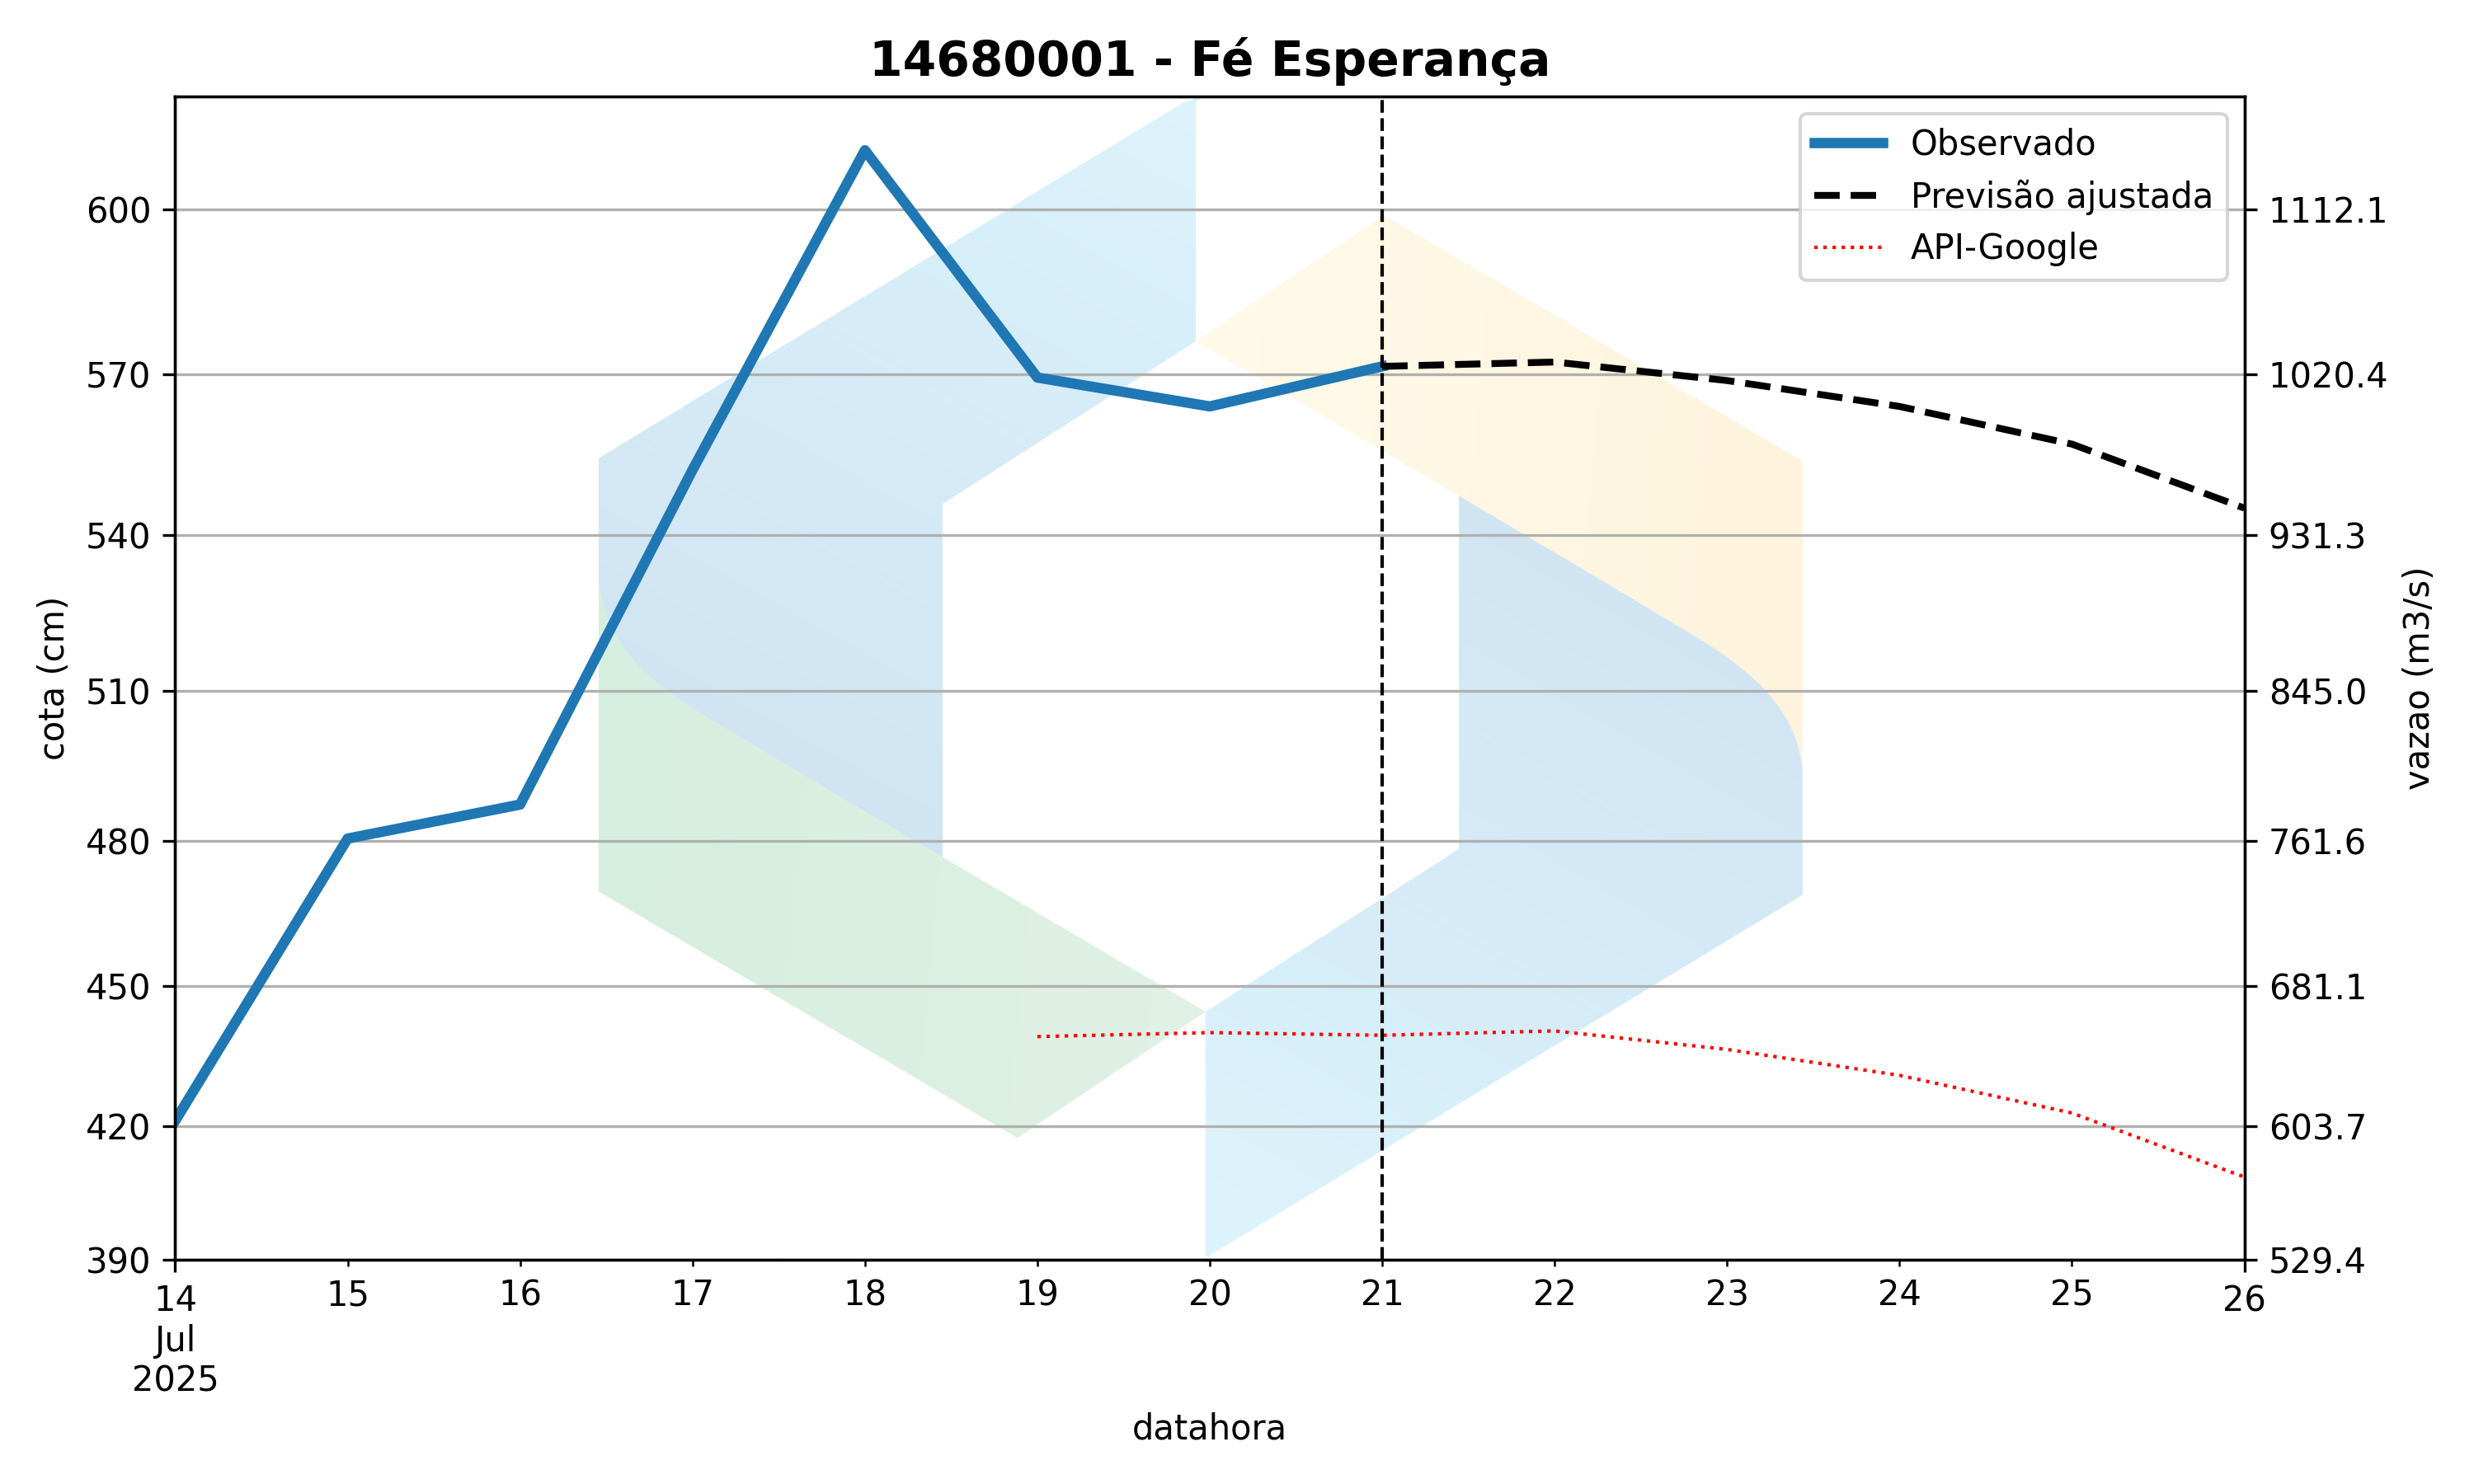 14680001 - Fé Esperança
Observado
Previsão ajustada
API-Google
600
570
540
510
480
450
420
390
cota (cm)
1112.1
1020.4
931.3
845.0
761.6
681.1
603.7
529.4
vazao (m3/s)
14 15 16 17 18 19 20 21 22 23 24 25 26
Jul
2025
datahora